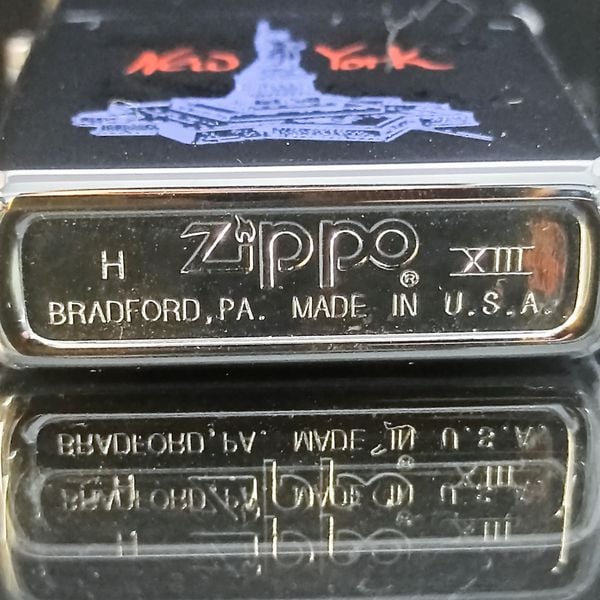 New York
H Zippo ® XIII
BRADFORD, PA. MADE IN U.S.A.